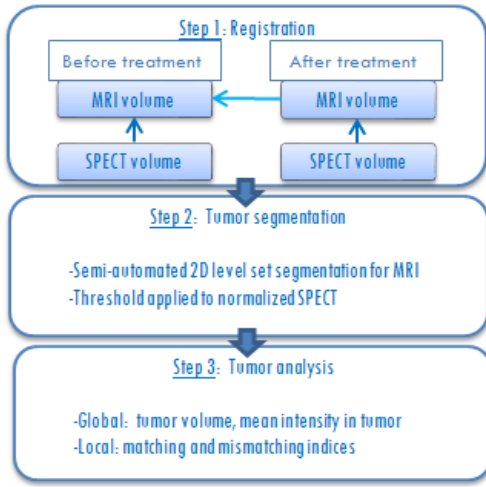 Step 1: Registration
Before treatment
After treatment
MRI volume
MRI volume
SPECT volume
SPECT volume
Step 2: Tumor segmentation
-Semi-automated 2D level set segmentation for MRI
-Threshold applied to normalized SPECT
Step 3: Tumor analysis
-Global: tumor volume, mean intensity in tumor
-Local: matching and mismatching indices